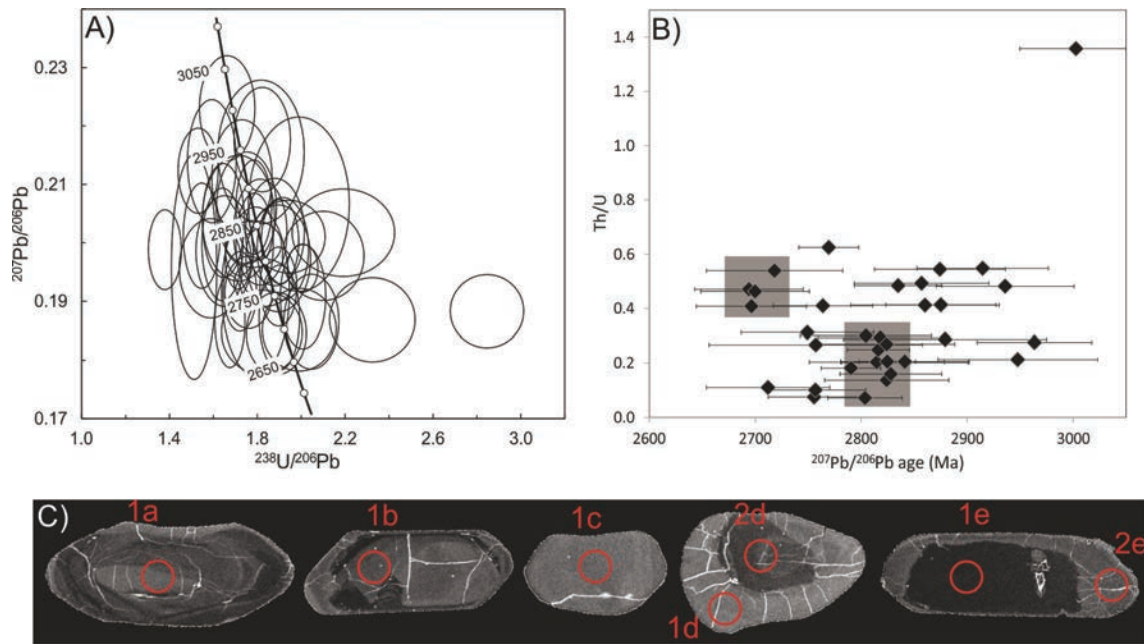 A)
0.23
0.21
0.19
0.17
²⁰⁷Pb/²⁰⁶Pb
3050
2950
2850
2750
2650
1.0 1.4 1.8 2.2 2.6 3.0
²³⁸U/²⁰⁶Pb
B)
1.4
1.2
1.0
0.8
0.6
0.4
0.2
0.0
Th/U
2600 2700 2800 2900 3000
²⁰⁷Pb/²⁰⁶Pb age (Ma)
C)
1a 1b 1c 2d 1e
2e
1d